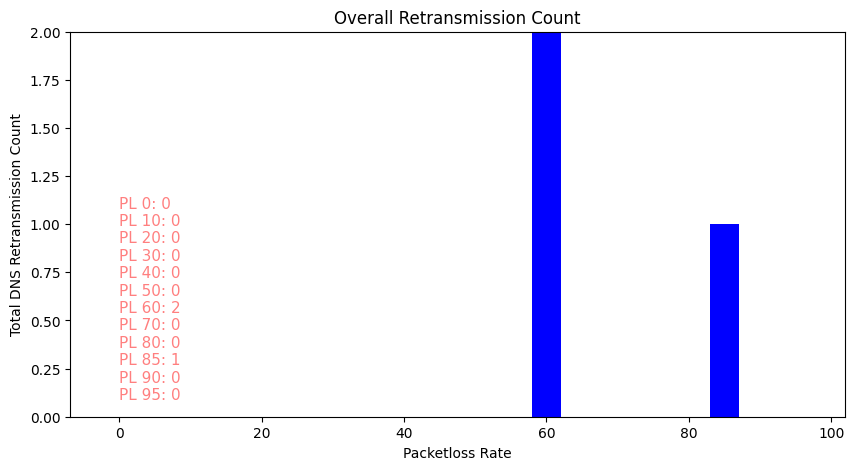 Overall Retransmission Count
Total DNS Retransmission Count
2.00
1.75
1.50
1.25
1.00
0.75
0.50
0.25
0.00
PL 0: 0
PL 10: 0
PL 20: 0
PL 30: 0
PL 40: 0
PL 50: 0
PL 60: 2
PL 70: 0
PL 80: 0
PL 85: 1
PL 90: 0
PL 95: 0
0 20 40 60 80 100
Packetloss Rate